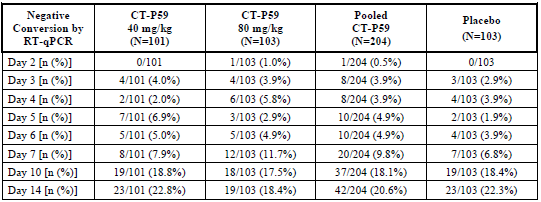 Negative Conversion by RT-qPCR | CT-P59 40 mg/kg (N=101) | CT-P59 80 mg/kg (N=103) | Pooled CT-P59 (N=204) | Placebo (N=103)
Day 2 [n (%)] | 0/101 | 1/103 (1.0%) | 1/204 (0.5%) | 0/103
Day 3 [n (%)] | 4/101 (4.0%) | 4/103 (3.9%) | 8/204 (3.9%) | 3/103 (2.9%)
Day 4 [n (%)] | 2/101 (2.0%) | 6/103 (5.8%) | 8/204 (3.9%) | 4/103 (3.9%)
Day 5 [n (%)] | 7/101 (6.9%) | 3/103 (2.9%) | 10/204 (4.9%) | 2/103 (1.9%)
Day 6 [n (%)] | 5/101 (5.0%) | 5/103 (4.9%) | 10/204 (4.9%) | 4/103 (3.9%)
Day 7 [n (%)] | 8/101 (7.9%) | 12/103 (11.7%) | 20/204 (9.8%) | 7/103 (6.8%)
Day 10 [n (%)] | 19/101 (18.8%) | 18/103 (17.5%) | 37/204 (18.1%) | 19/103 (18.4%)
Day 14 [n (%)] | 23/101 (22.8%) | 19/103 (18.4%) | 42/204 (20.6%) | 23/103 (22.3%)